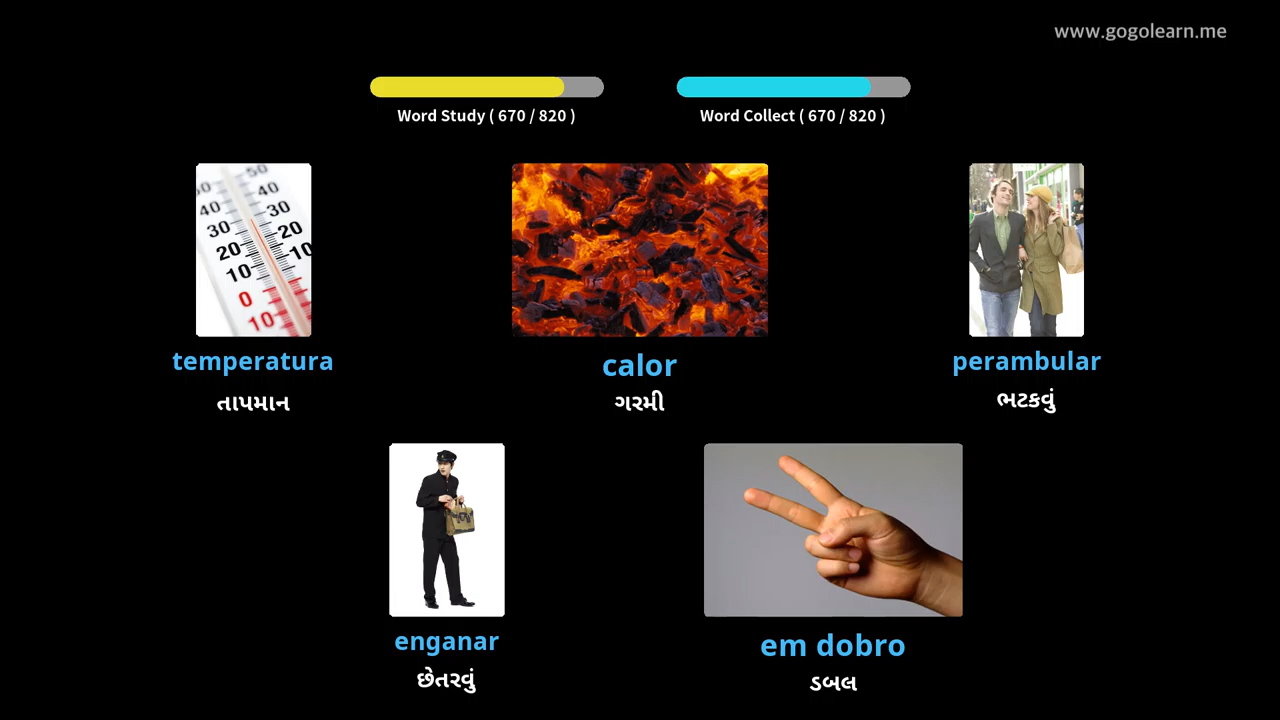 www.gogolearn.me
Word Study ( 670 / 820 )
Word Collect ( 670 / 820 )
temperatura
તાપમાન
calor
ગરમી
perambular
ભટકવું
enganar
છેતરવું
em dobro
ડબલ